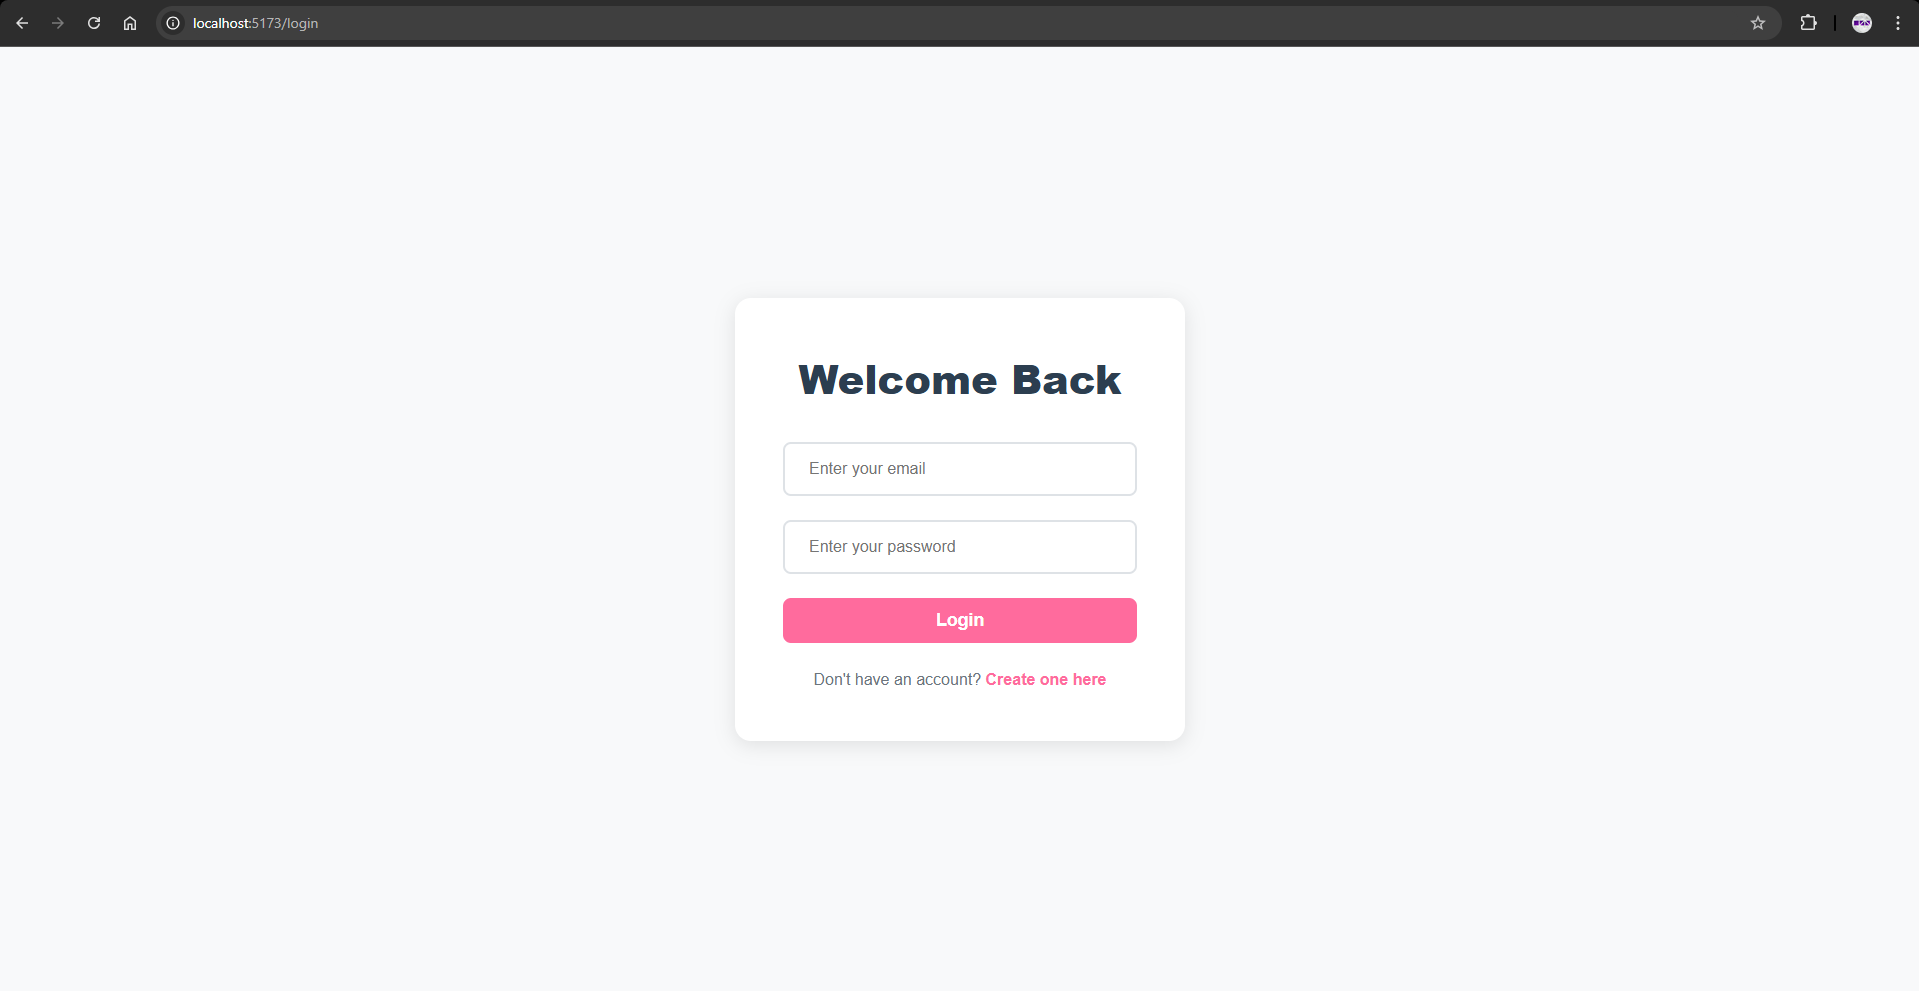 localhost:5173/login
Welcome Back
Enter your email
Enter your password
Login
Don't have an account? Create one here